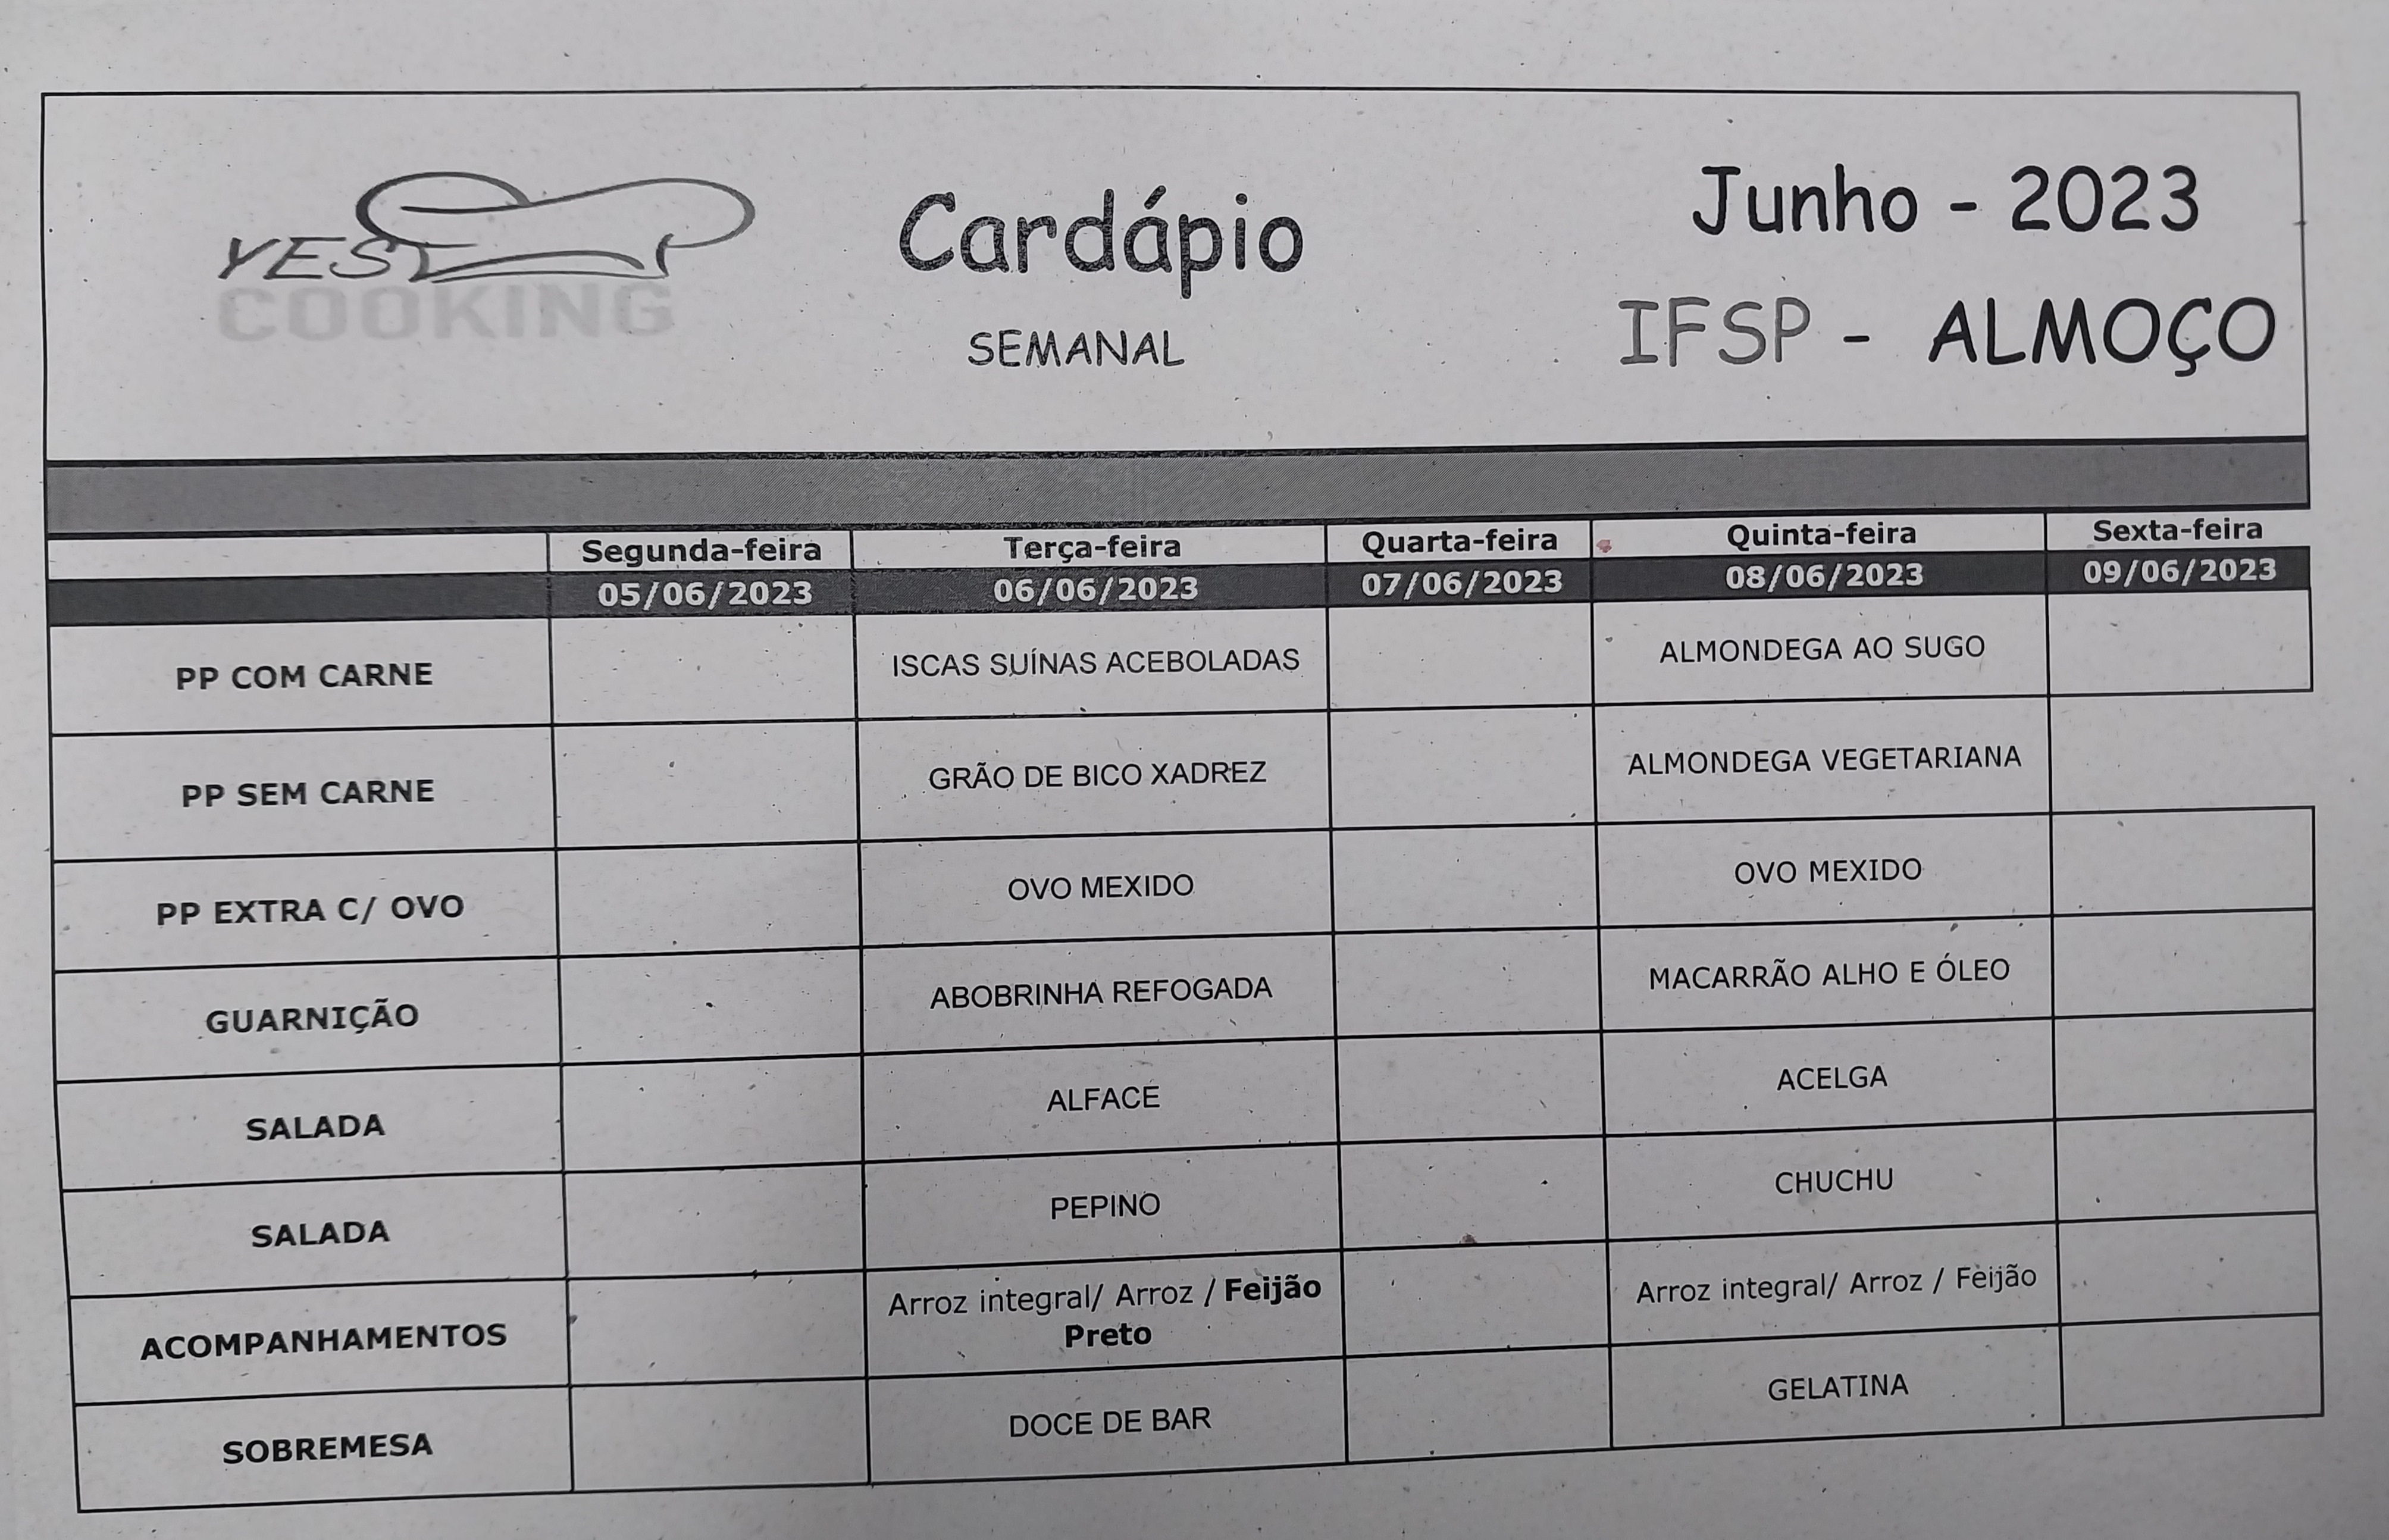 YES
COOKING
Cardápio
SEMANAL
Junho - 2023
IFSP - ALMOÇO
Segunda-feira Terça-feira Quarta-feira Quinta-feira Sexta-feira
05/06/2023 06/06/2023 07/06/2023 08/06/2023 09/06/2023
PP COM CARNE ISCAS SUÍNAS ACEBOLADAS ALMONDEGA AO SUGO
PP SEM CARNE GRÃO DE BICO XADREZ ALMONDEGA VEGETARIANA
PP EXTRA C/ OVO OVO MEXIDO OVO MEXIDO
GUARNIÇÃO ABOBRINHA REFOGADA MACARRÃO ALHO E ÓLEO
SALADA ALFACE ACELGA
SALADA PEPINO CHUCHU
ACOMPANHAMENTOS Arroz integral/ Arroz / Feijão Preto Arroz integral/ Arroz / Feijão
SOBREMESA DOCE DE BAR GELATINA